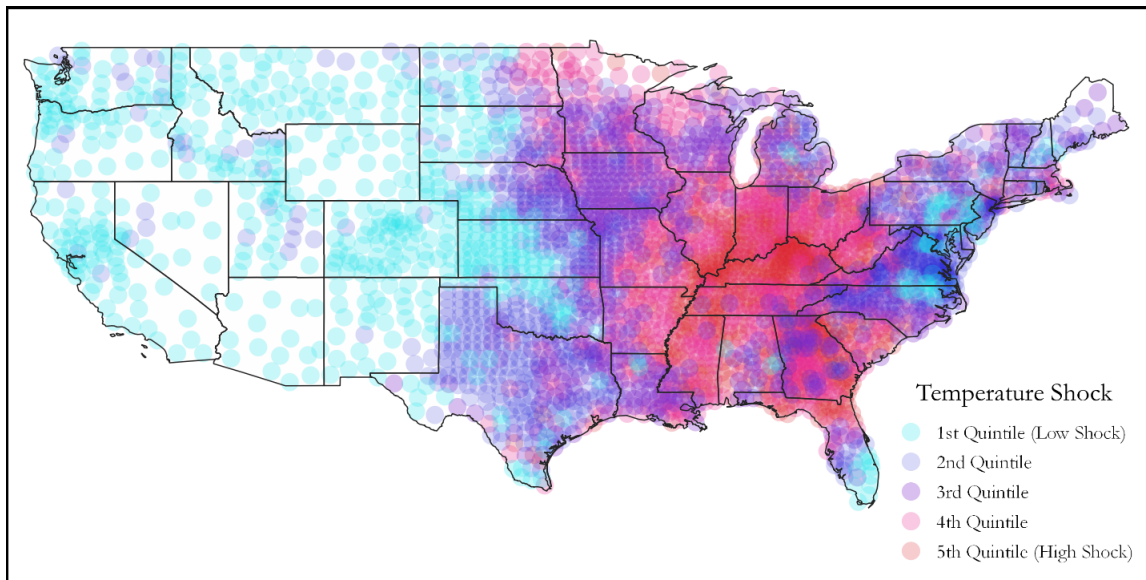 Temperature Shock
1st Quintile (Low Shock)
2nd Quintile
3rd Quintile
4th Quintile
5th Quintile (High Shock)